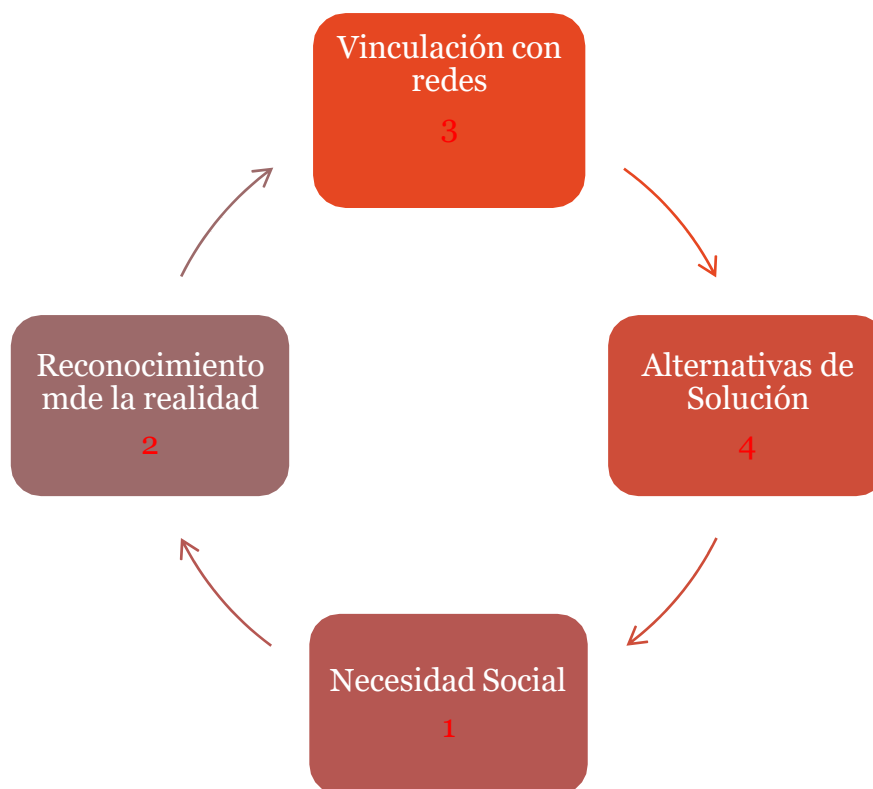 Vinculación con
redes
3
Reconocimiento
mde la realidad
2
Alternativas de
Solución
4
Necesidad Social
1